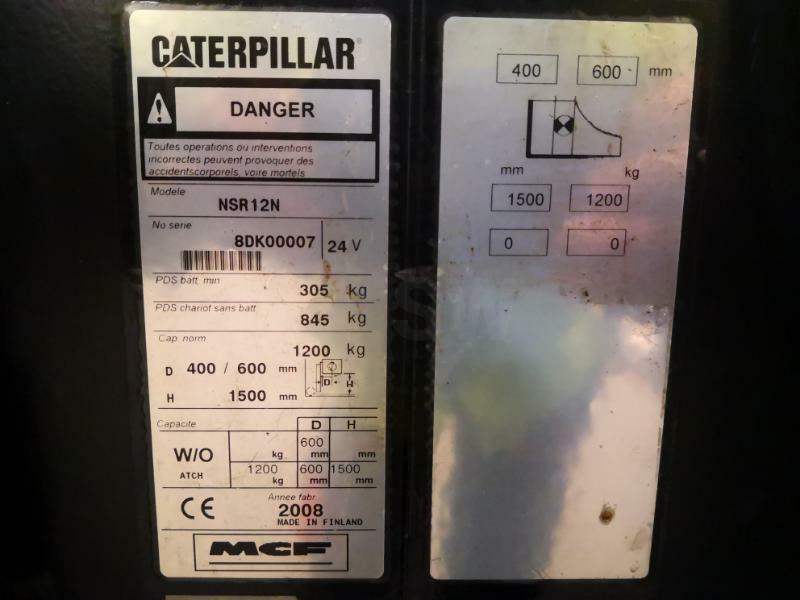 CATERPILLAR
DANGER
Toutes operations ou interventions
incorrectes peuvent provoquer des
accidentscorporels, voire mortels
Modele
NSR12N
No serie
8DK00007 24 V
PDS batt. min
305 kg
PDS chariot sans batt
845 kg
Cap norm
1200 kg
D 400 / 600 mm
D H
H 1500 mm
Capacite D H
W/O
ATCH
600
kg mm mm
1200 600 1500
kg mm mm
Annee fabr.
CE 2008
MADE IN FINLAND
MCF
400 600 mm
mm kg
1500 1200
0 0